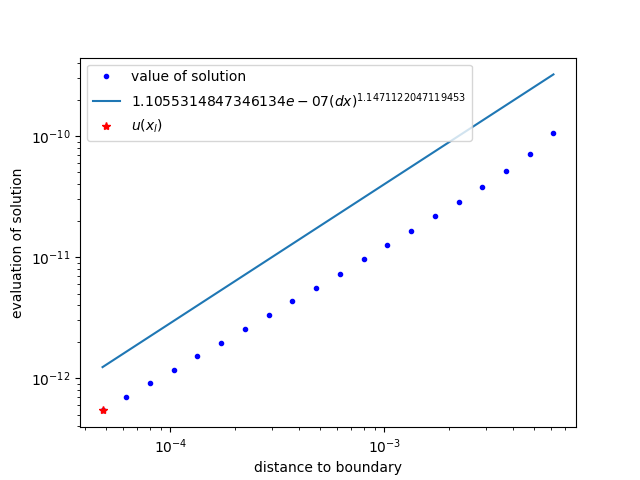 value of solution
1.1055314847346134e − 07(dx)^1.1471122047119453
u(x_l)
10^−10
10^−11
10^−12
evaluation of solution
10^−4
10^−3
distance to boundary